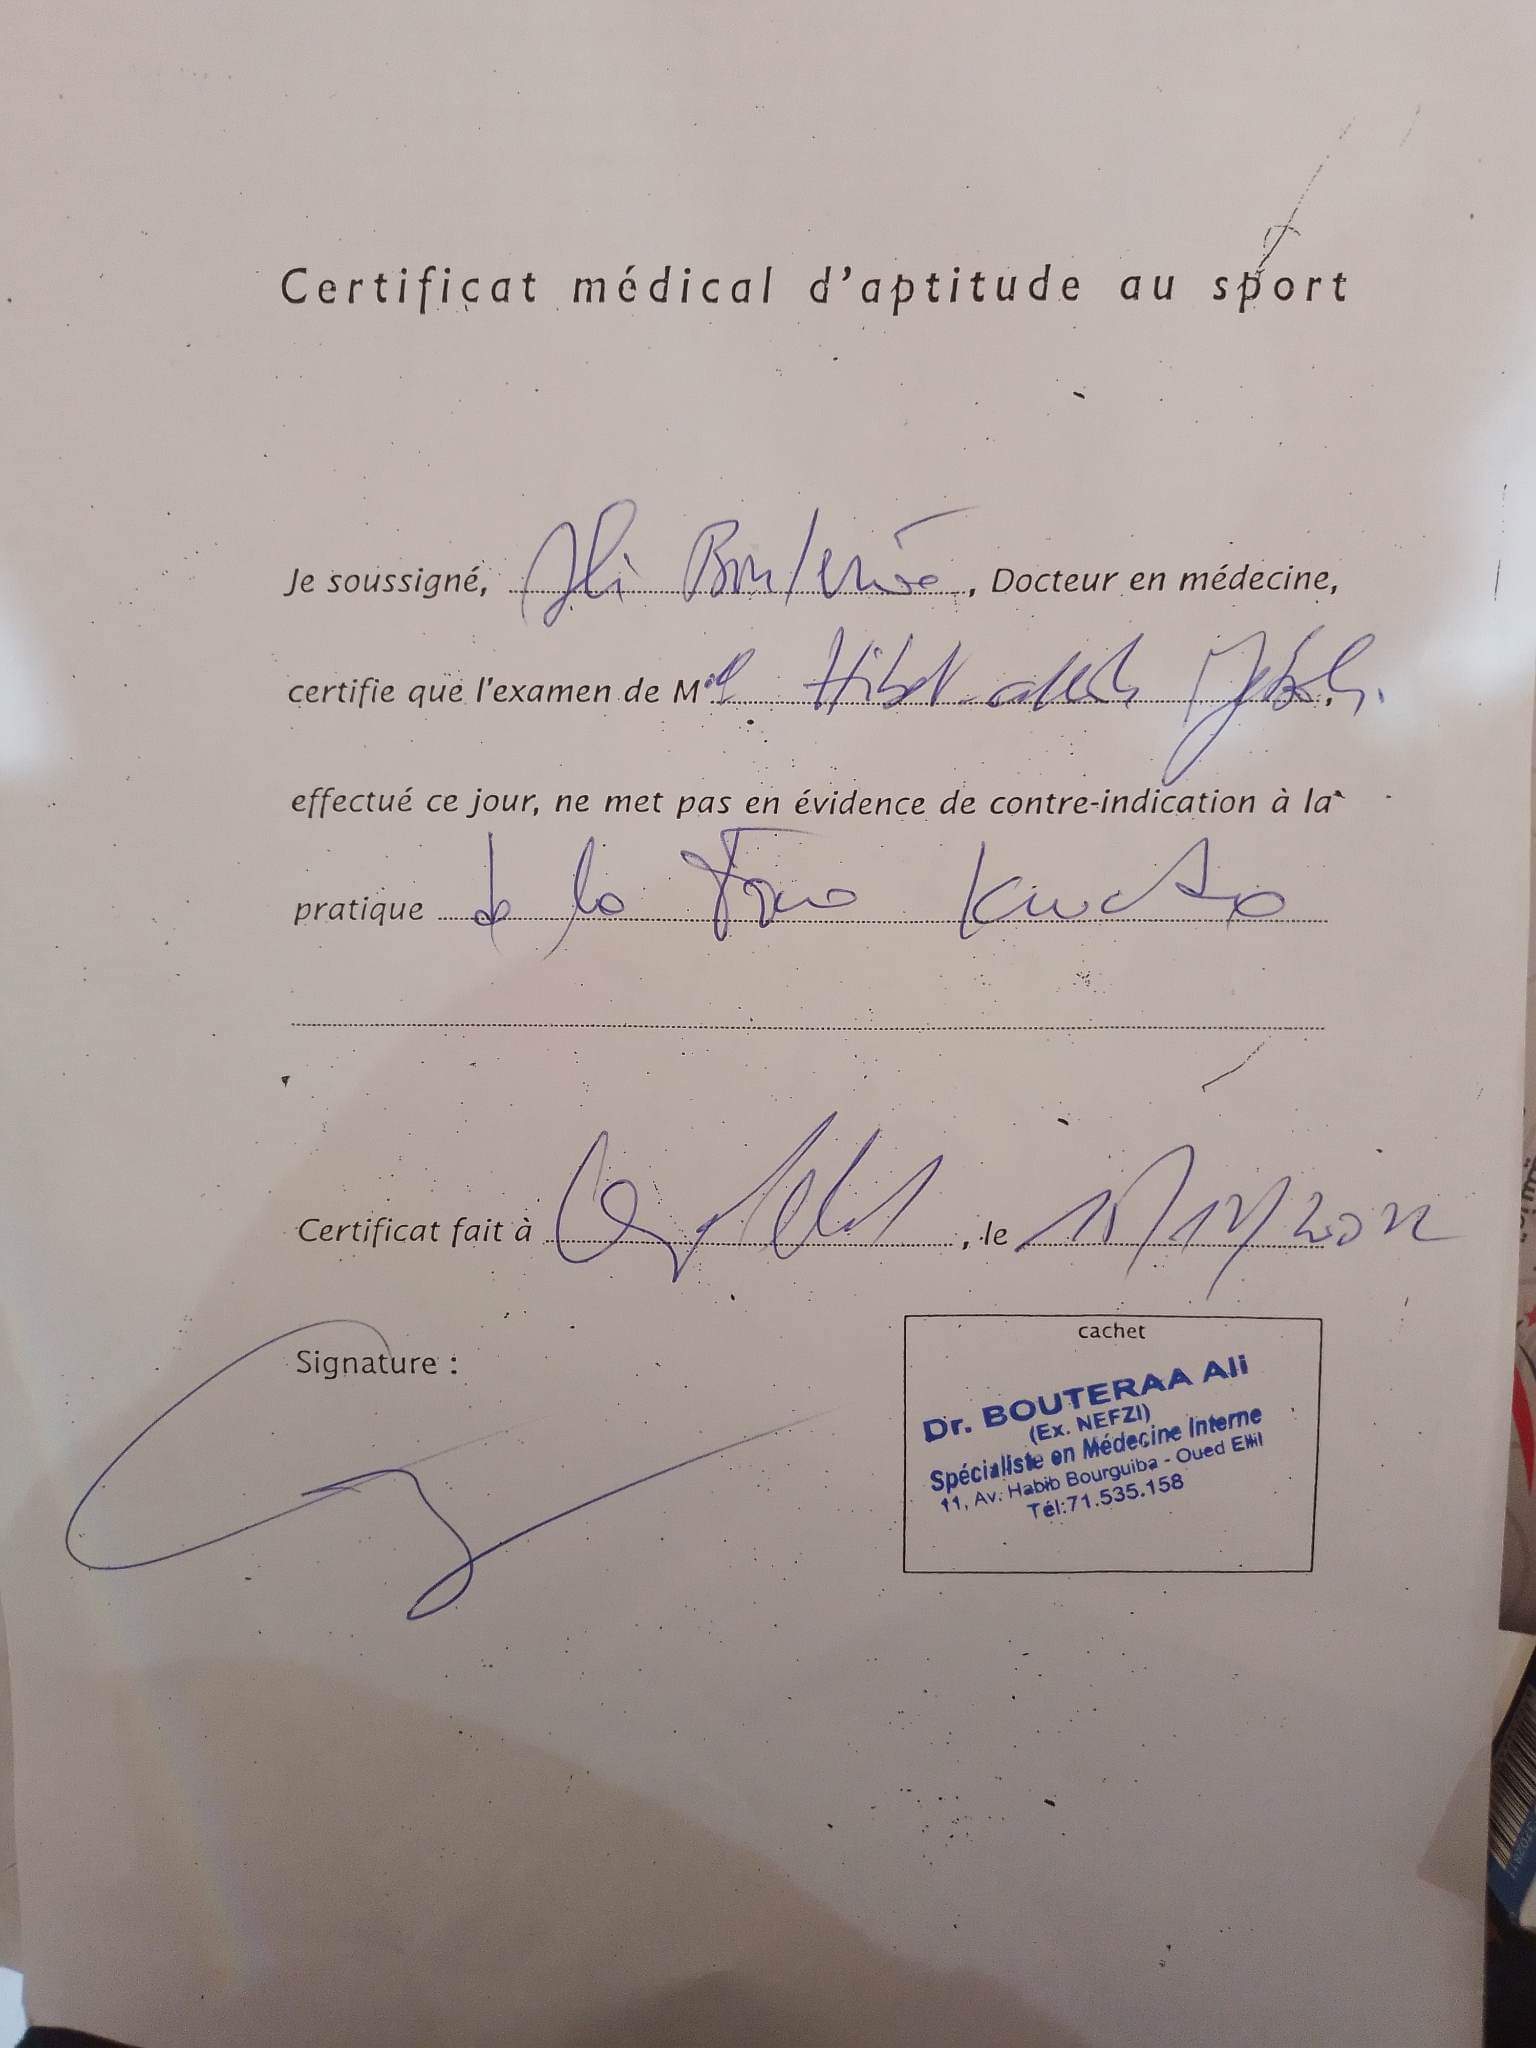 Certificat médical d'aptitude au sport
Je soussigné, Ali Bouteraa, Docteur en médecine,
certifie que l'examen de Mlle
effectué ce jour, ne met pas en évidence de contre-indication à la
pratique de la
Certificat fait à , le
Signature :
cachet
Dr. BOUTERAA Ali
(Ex. NEFZI)
Spécialiste en Médecine Interne
11, Av. Habib Bourguiba - Oued Ellil
Tél:71.535.158